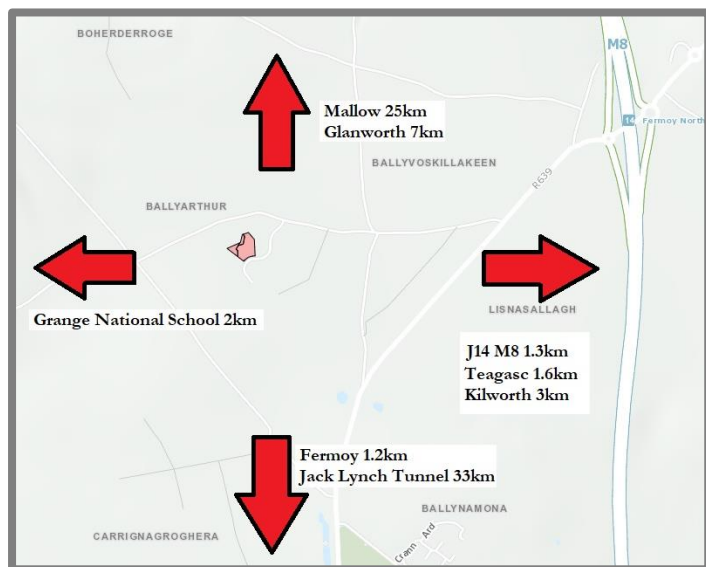 BOHERDERROGE
M8
Mallow 25km
Glanworth 7km
14
Fermoy North
BALLYVOSKILLAKEEN
R639
BALLYARTHUR
Grange National School 2km
LISNASALLAGH
J14 M8 1.3km
Teagasc 1.6km
Kilworth 3km
Fermoy 1.2km
Jack Lynch Tunnel 33km
BALLYNAMONA
Crann Ard
CARRIGNAGROGHERA